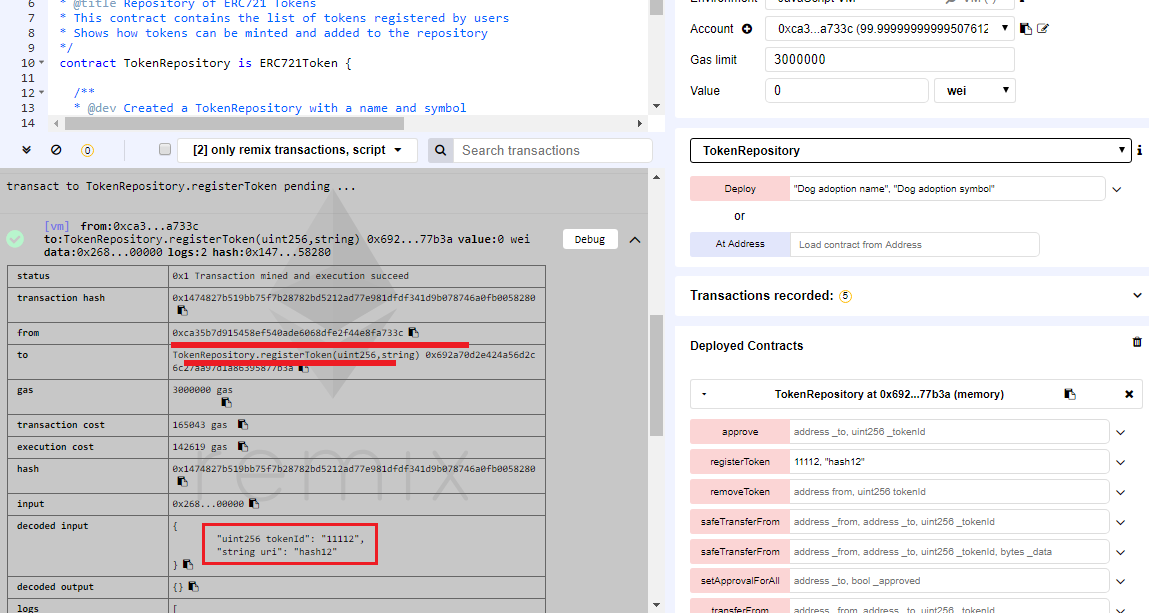 6 * @title Repository of ERC721 Tokens
7 * This contract contains the list of tokens registered by users
8 * Shows how tokens can be minted and added to the repository
9 */
10 contract TokenRepository is ERC721Token {
11
12 /**
13 * @dev Created a TokenRepository with a name and symbol
14
0 [2] only remix transactions, script Search transactions
transact to TokenRepository.registerToken pending ...
[vm] from:0xca3...a733c
to:TokenRepository.registerToken(uint256,string) 0x692...77b3a value:0 wei
data:0x268...00000 logs:2 hash:0x147...58280
Debug
status 0x1 Transaction mined and execution succeed
transaction hash 0x1474827b519bb75f7b28782bd5212ad77e981dfdf341d9b078746a0fb0058280
from 0xca35b7d915458ef540ade6068dfe2f44e8fa733c
to TokenRepository.registerToken(uint256,string) 0x692a70d2e424a56d2c
6c27aa97d1a86395877b3a
gas 3000000 gas
transaction cost 165043 gas
execution cost 142619 gas
hash 0x1474827b519bb75f7b28782bd5212ad77e981dfdf341d9b078746a0fb0058280
input 0x268...00000
decoded input {
"uint256 tokenId": "11112",
"string uri": "hash12"
}
decoded output {}
logs [
remix
Environment JavaScript VM VM (-)
Account 0xca3...a733c (99.99999999999507612
Gas limit 3000000
Value 0 wei
TokenRepository
Deploy "Dog adoption name", "Dog adoption symbol"
or
At Address Load contract from Address
Transactions recorded: 5
Deployed Contracts
TokenRepository at 0x692...77b3a (memory)
approve address _to, uint256 _tokenId
registerToken 11112, "hash12"
removeToken address from, uint256 tokenId
safeTransferFrom address _from, address _to, uint256 _tokenId
safeTransferFrom address _from, address _to, uint256 _tokenId, bytes _data
setApprovalForAll address _to, bool _approved
transferFrom address _from, address _to, uint256 _tokenId